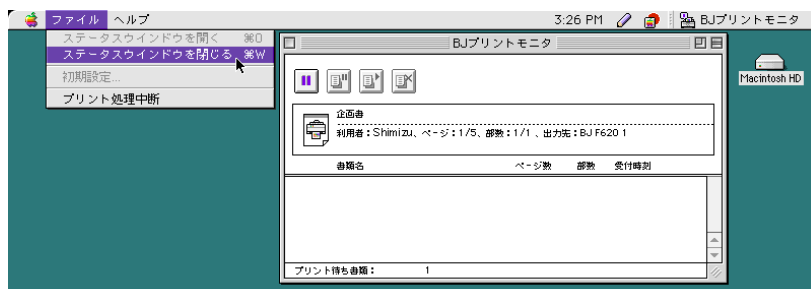 ファイル ヘルプ 3:26 PM BJプリントモニタ
ステータスウインドウを開く ⌘O
ステータスウインドウを閉じる ⌘W
初期設定...
プリント処理中断
BJプリントモニタ
Macintosh HD
企画書
利用者:Shimizu、ページ:1/5、部数:1/1 、出力先:BJ F620 1
書類名 ページ数 部数 受付時刻
プリント待ち書類: 1